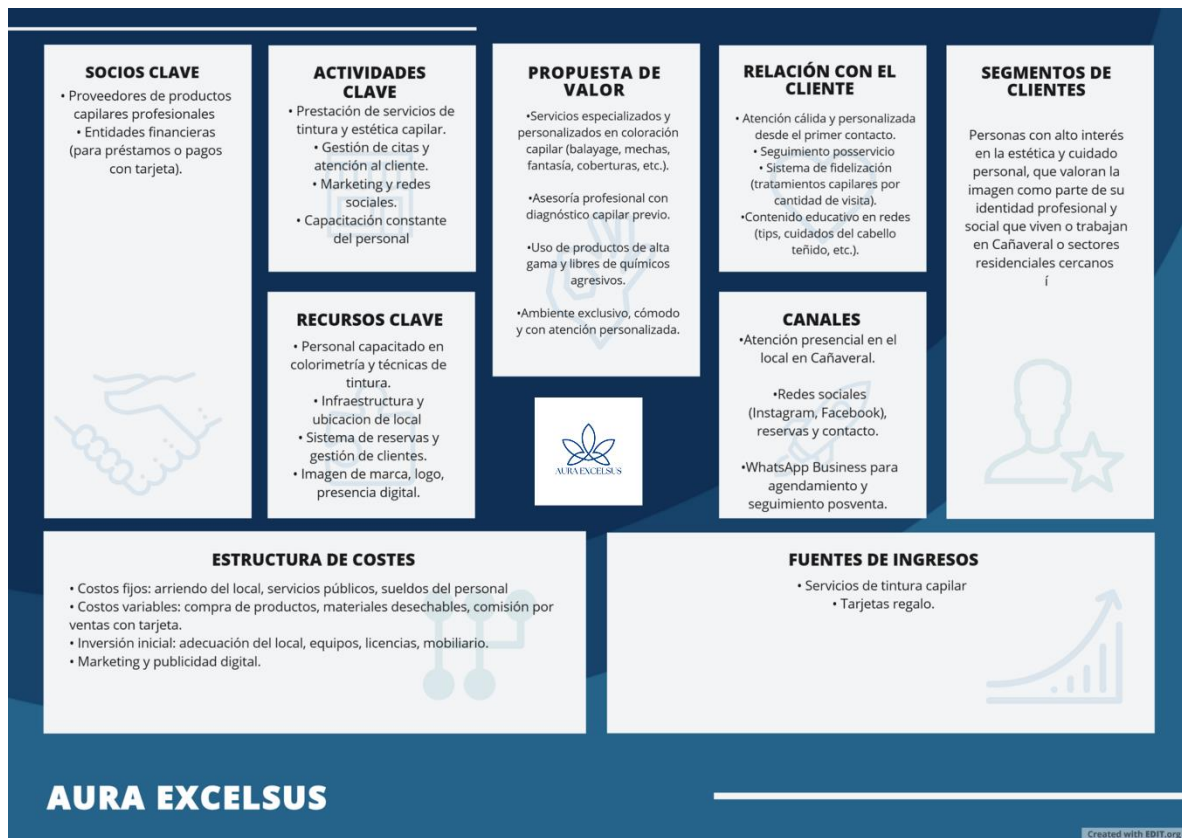 SOCIOS CLAVE
• Proveedores de productos
capilares profesionales
• Entidades financieras
(para préstamos o pagos
con tarjeta).
ACTIVIDADES
CLAVE
• Prestación de servicios de
tintura y estética capilar.
• Gestión de citas y
atención al cliente.
• Marketing y redes
sociales.
• Capacitación constante
del personal
RECURSOS CLAVE
• Personal capacitado en
colorimetría y técnicas de
tintura.
• Infraestructura y
ubicacion de local
• Sistema de reservas y
gestión de clientes.
• Imagen de marca, logo,
presencia digital.
PROPUESTA DE
VALOR
•Servicios especializados y
personalizados en coloración
capilar (balayage, mechas,
fantasía, coberturas, etc.).
•Asesoría profesional con
diagnóstico capilar previo.
•Uso de productos de alta
gama y libres de químicos
agresivos.
•Ambiente exclusivo, cómodo
y con atención personalizada.
AURA EXCELSUS
RELACIÓN CON EL
CLIENTE
• Atención cálida y personalizada
desde el primer contacto.
• Seguimiento posservicio
• Sistema de fidelización
(tratamientos capilares por
cantidad de visita).
•Contenido educativo en redes
(tips, cuidados del cabello
teñido, etc.).
CANALES
•Atención presencial en el
local en Cañaveral.
•Redes sociales
(Instagram, Facebook),
reservas y contacto.
•WhatsApp Business para
agendamiento y
seguimiento posventa.
SEGMENTOS DE
CLIENTES
Personas con alto interés
en la estética y cuidado
personal, que valoran la
imagen como parte de su
identidad profesional y
social que viven o trabajan
en Cañaveral o sectores
residenciales cercanos
í
ESTRUCTURA DE COSTES
• Costos fijos: arriendo del local, servicios públicos, sueldos del personal
• Costos variables: compra de productos, materiales desechables, comisión por
ventas con tarjeta.
• Inversión inicial: adecuación del local, equipos, licencias, mobiliario.
• Marketing y publicidad digital.
FUENTES DE INGRESOS
• Servicios de tintura capilar
• Tarjetas regalo.
AURA EXCELSUS
Created with EDIT.org